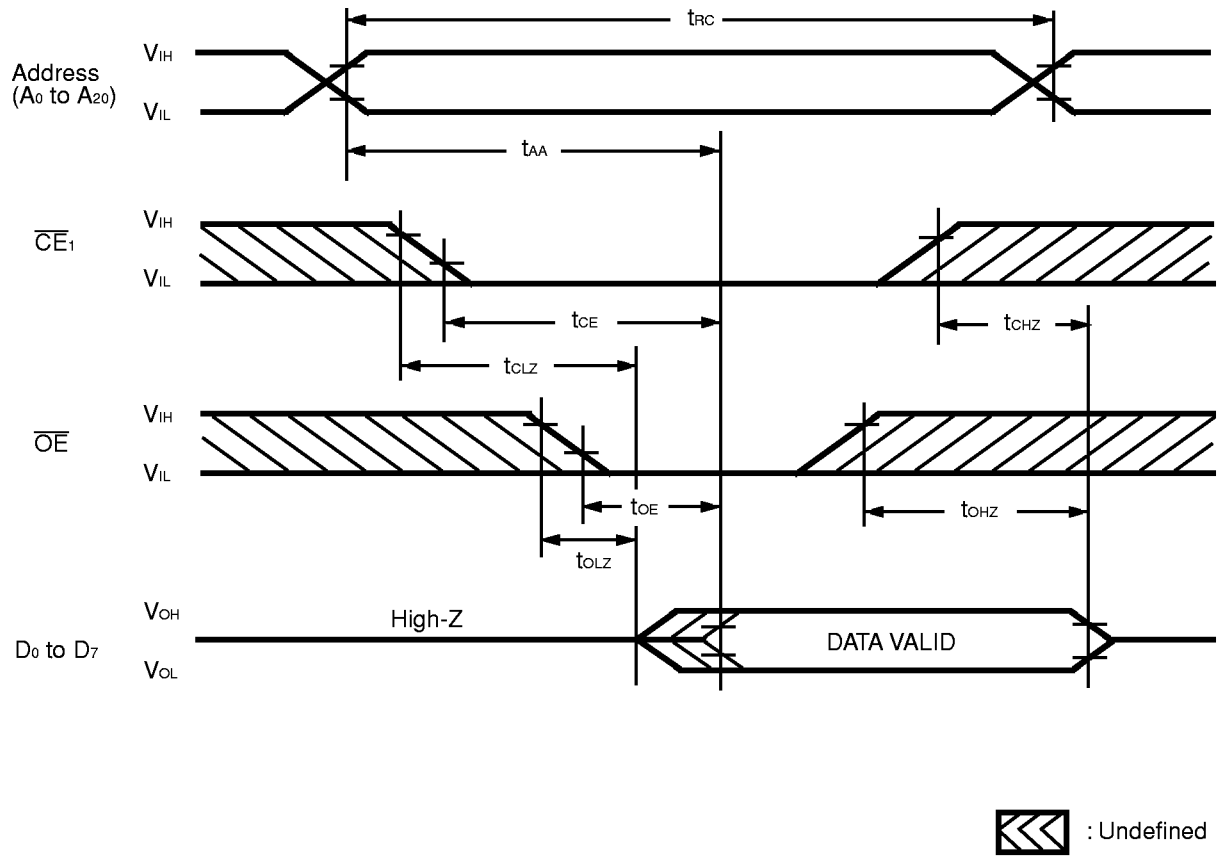 tRC
VIH
Address
(A0 to A20)
VIL
tAA
VIH
CE1
VIL
tCE
tCHZ
tCLZ
VIH
OE
VIL
tOE
tOHZ
tOLZ
VOH
High-Z
D0 to D7
DATA VALID
VOL
: Undefined